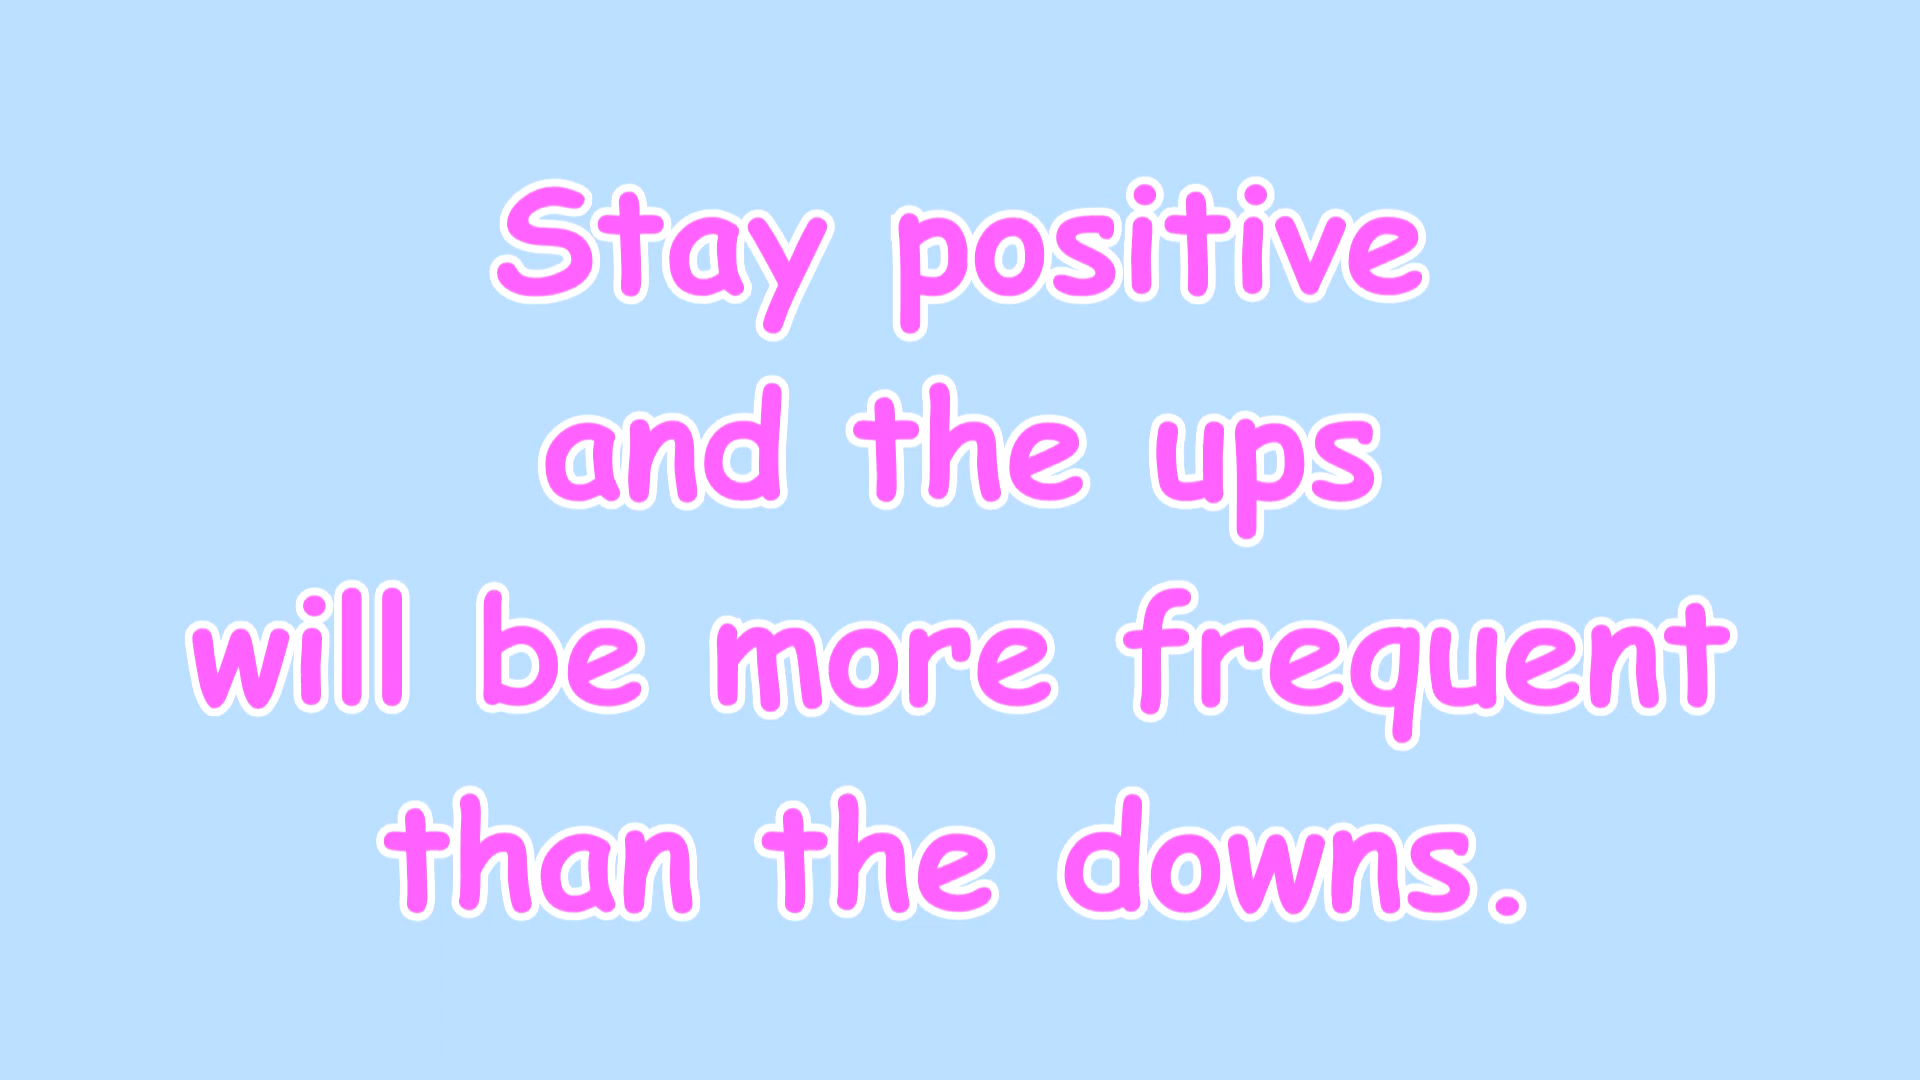 Stay positive
and the ups
will be more frequent
than the downs.